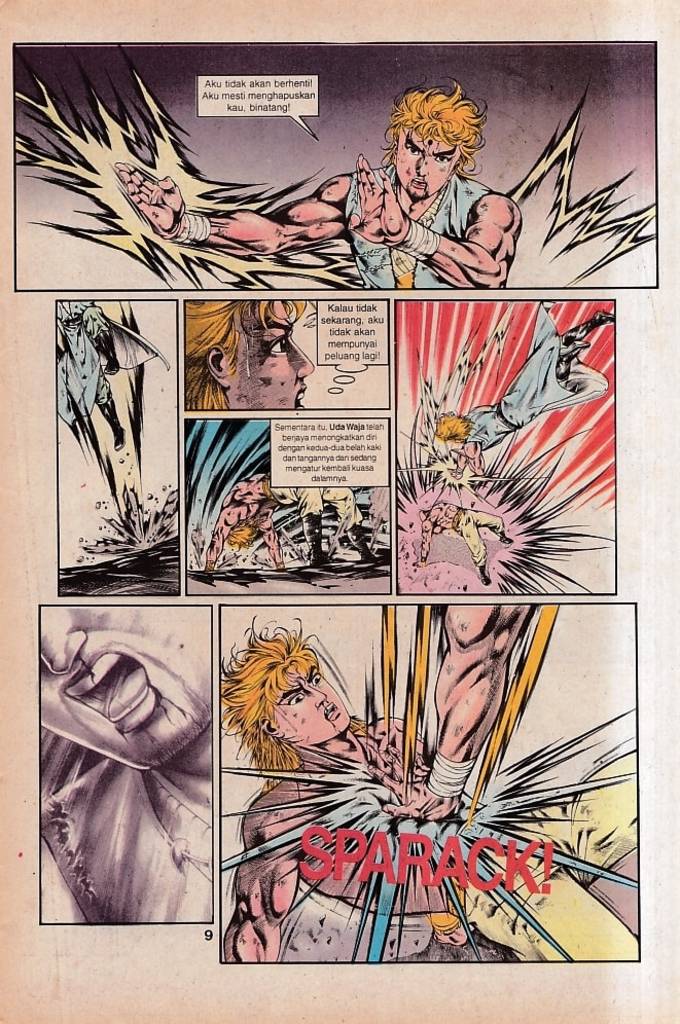 Aku tidak akan berhenti!
Aku mesti menghapuskan
kau, binatang!
Kalau tidak
sekarang, aku
tidak akan
mempunyai
peluang lagi!
Sementara itu, Uda Waja telah
berjaya menongkatkan diri
dengan kedua-dua belah kaki
dan tangannya dan sedang
mengatur kembali kuasa
dalamnya.
SPARACK!
9